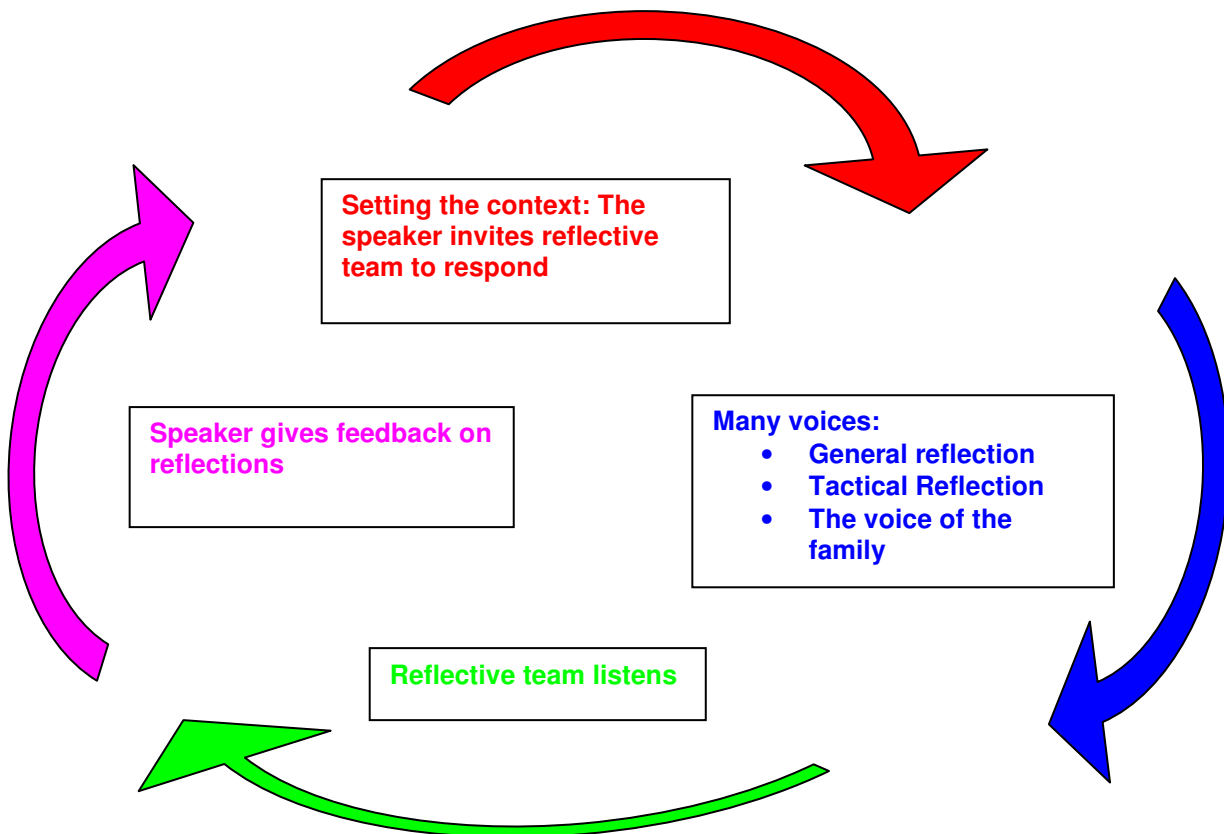 Setting the context: The
speaker invites reflective
team to respond
Many voices:
• General reflection
• Tactical Reflection
• The voice of the
family
Reflective team listens
Speaker gives feedback on
reflections